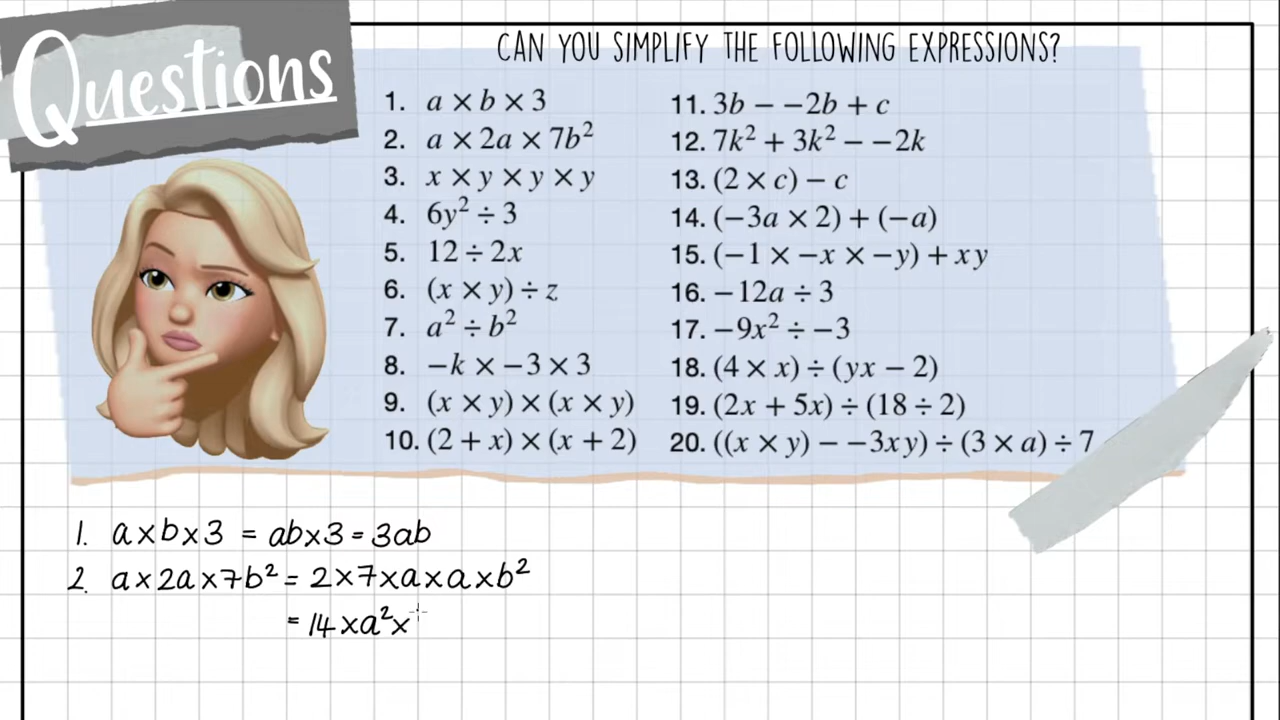 Questions
CAN YOU SIMPLIFY THE FOLLOWING EXPRESSIONS?
1. a × b × 3
2. a × 2a × 7b²
3. x × y × y × y
4. 6y² ÷ 3
5. 12 ÷ 2x
6. (x × y) ÷ z
7. a² ÷ b²
8. −k × −3 × 3
9. (x × y) × (x × y)
10. (2 + x) × (x + 2)
11. 3b − −2b + c
12. 7k² + 3k² − −2k
13. (2 × c) − c
14. (−3a × 2) + (−a)
15. (−1 × −x × −y) + xy
16. −12a ÷ 3
17. −9x² ÷ −3
18. (4 × x) ÷ (yx − 2)
19. (2x + 5x) ÷ (18 ÷ 2)
20. ((x × y) − −3xy) ÷ (3 × a) ÷ 7
1. a×b×3 = ab×3 = 3ab
2. a×2a×7b² = 2×7×a×a×b²
= 14×a²×